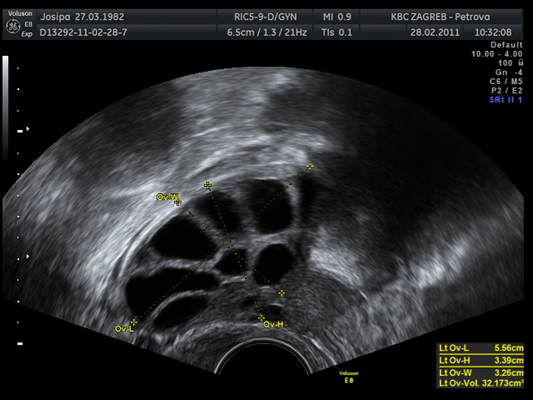 Voluson
E8
Exp
GE
Josipa 27.03.1982
RIC5-9-D/GYN
MI 0.9
KBC ZAGREB - Petrova
D13292-11-02-28-7
6.5cm / 1.3 / 21Hz
TIs 0.1
28.02.2011
10:32:08
Default
10.00 - 4.00
100
Gn -4
C6 / M5
P2 / E2
SRI II 1
Ov-W
Ov-L
Ov-H
Voluson
E8
Lt Ov-L 5.56cm
Lt Ov-H 3.39cm
Lt Ov-W 3.26cm
Lt Ov-Vol. 32.173cm³